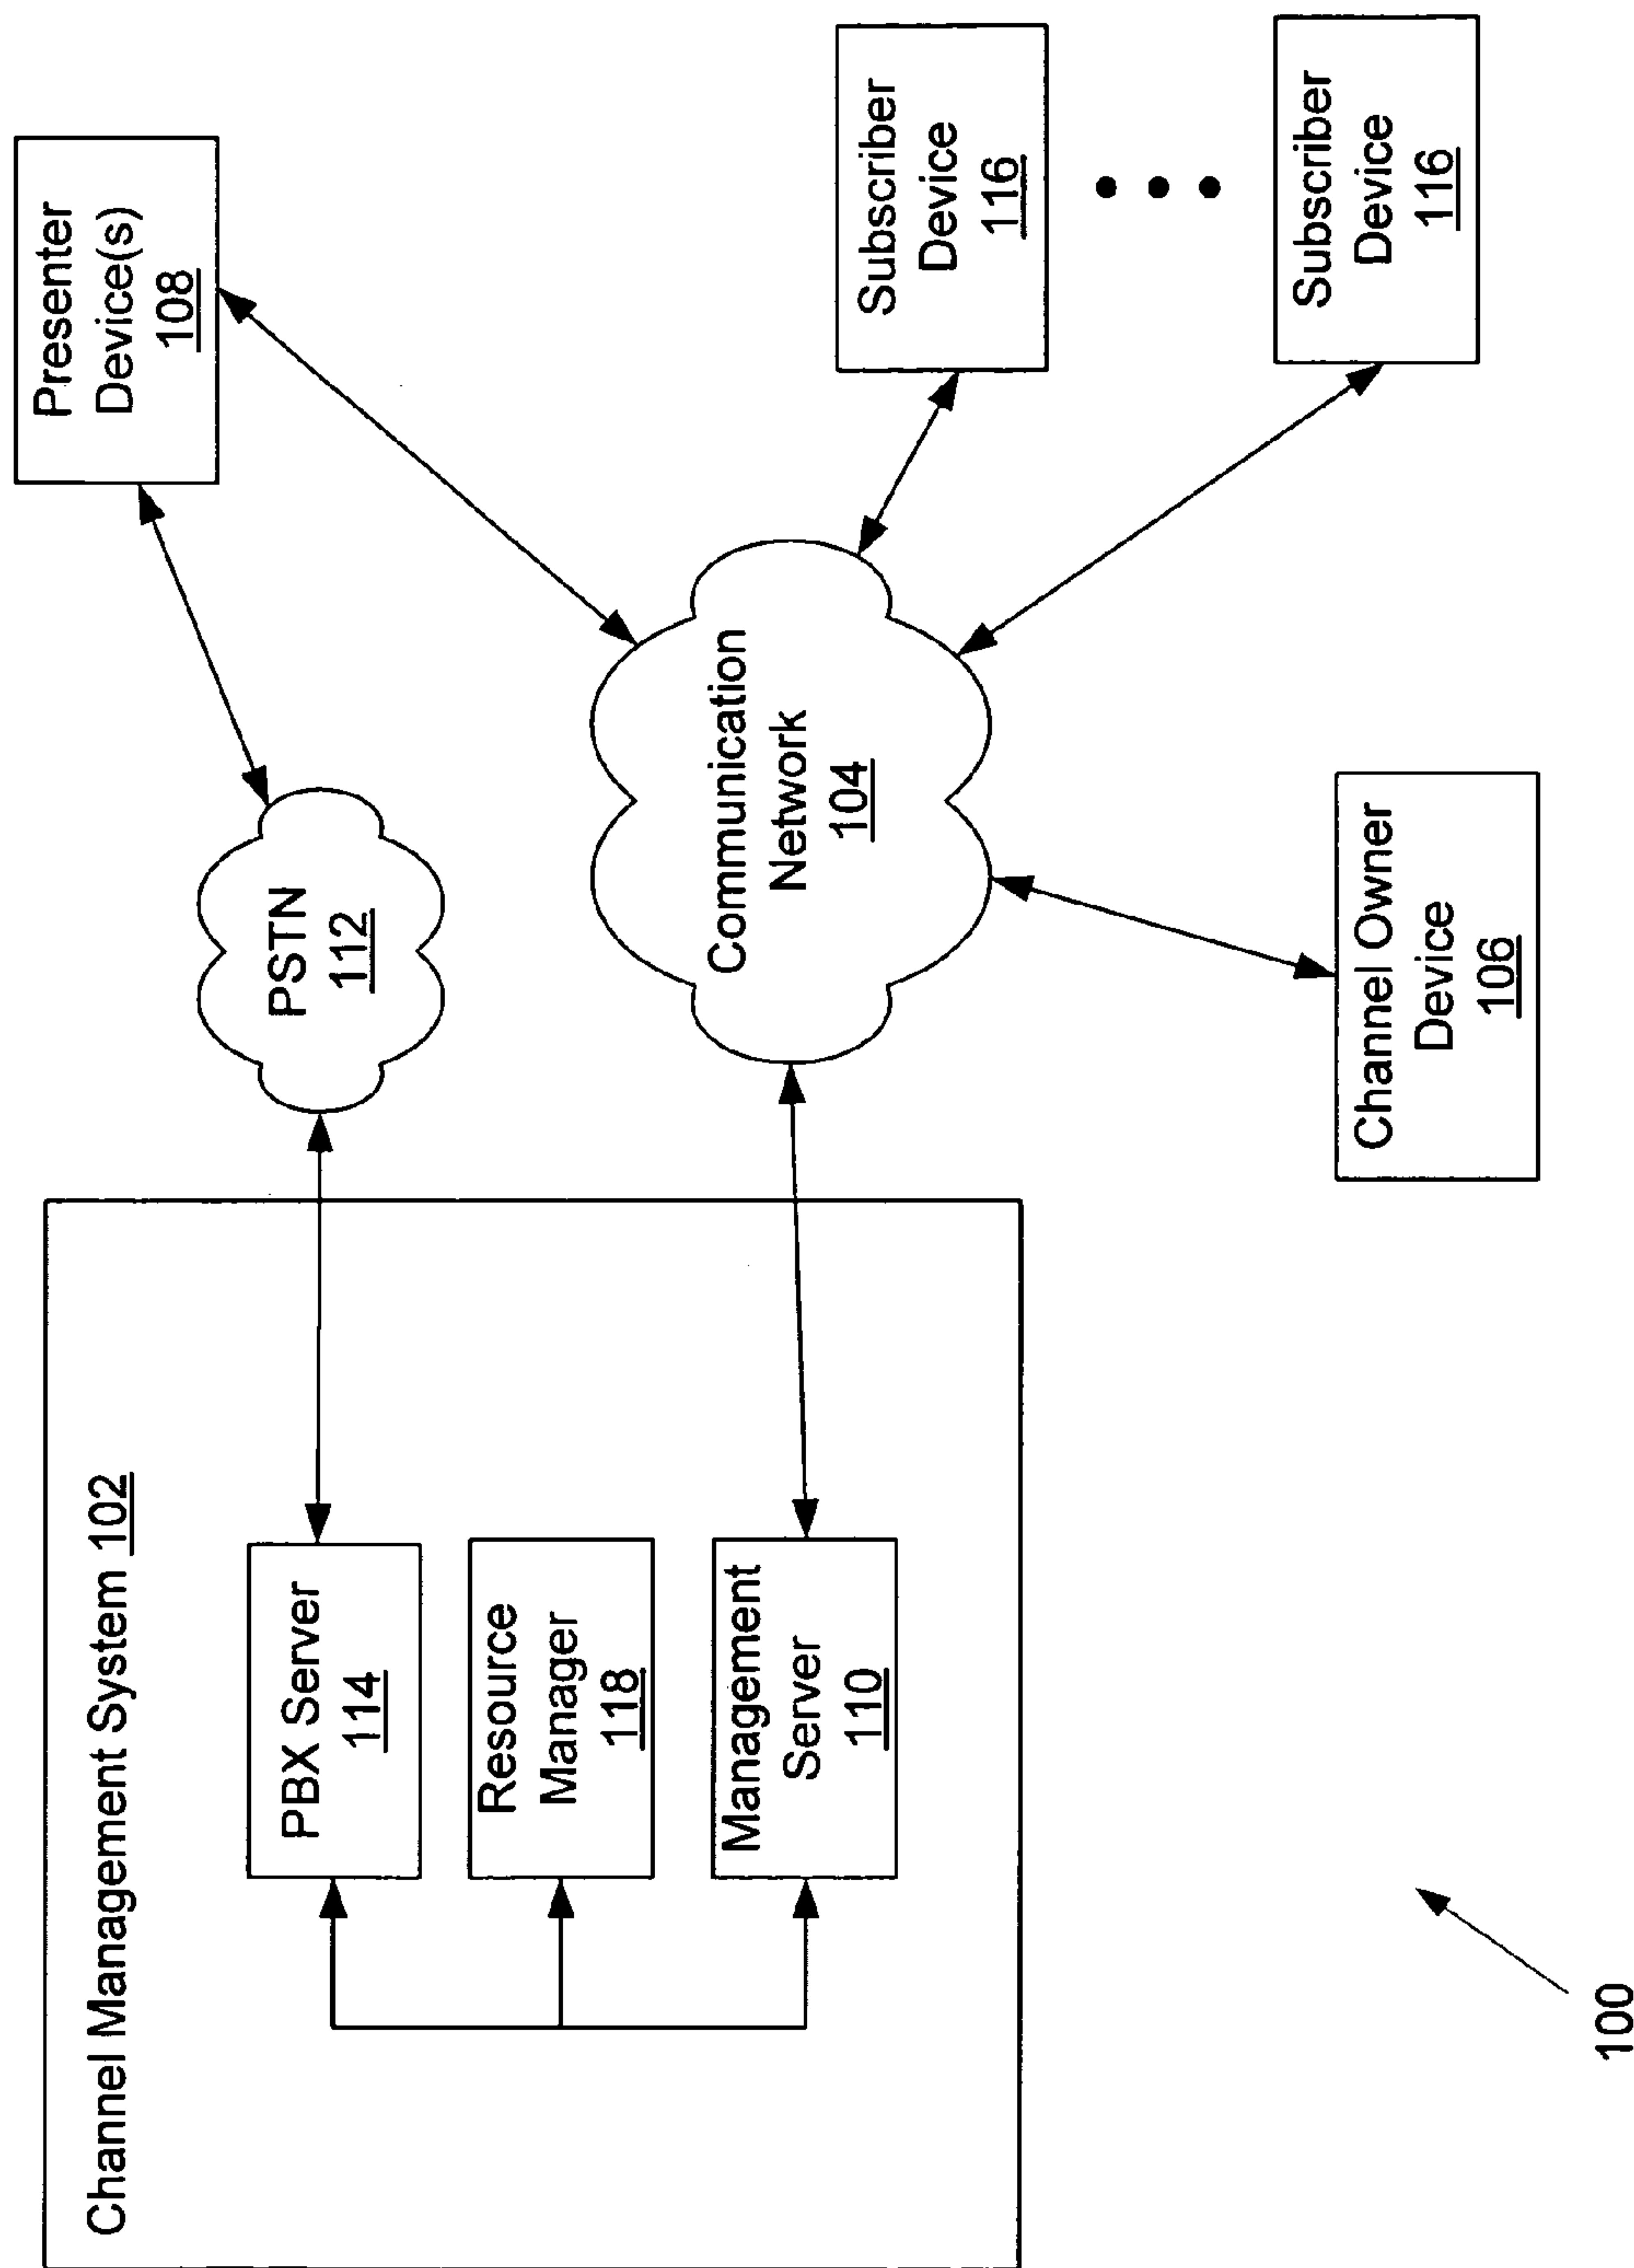 Channel Management System 102
PBX Server
114
Resource
Manager
118
Management
Server
110
PSTN
112
Communication
Network
104
Presenter
Device(s)
108
Subscriber
Device
116
Subscriber
Device
116
Channel Owner
Device
106
100